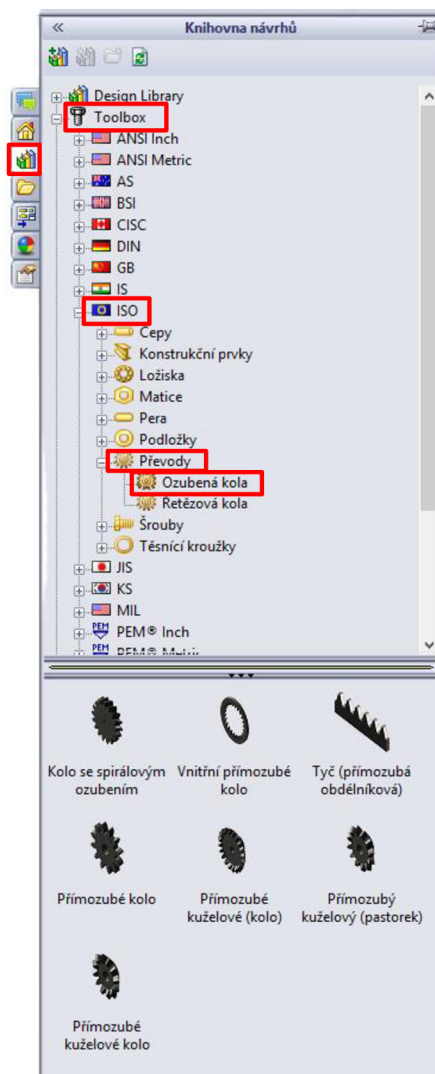 Knihovna návrhů
Design Library
Toolbox
ANSI Inch
ANSI Metric
AS
BSI
CISC
DIN
GB
IS
ISO
Čepy
Konstrukční prvky
Ložiska
Matice
Pera
Podložky
Převody
Ozubená kola
Řetězová kola
Šrouby
Těsnící kroužky
JIS
KS
MIL
PEM® Inch
PEM® Metric
Kolo se spirálovým
ozubením
Vnitřní přímozubé
kolo
Tyč (přímozubá
obdélníková)
Přímozubé kolo
Přímozubé
kuželové (kolo)
Přímozubý
kuželový (pastorek)
Přímozubé
kuželové kolo